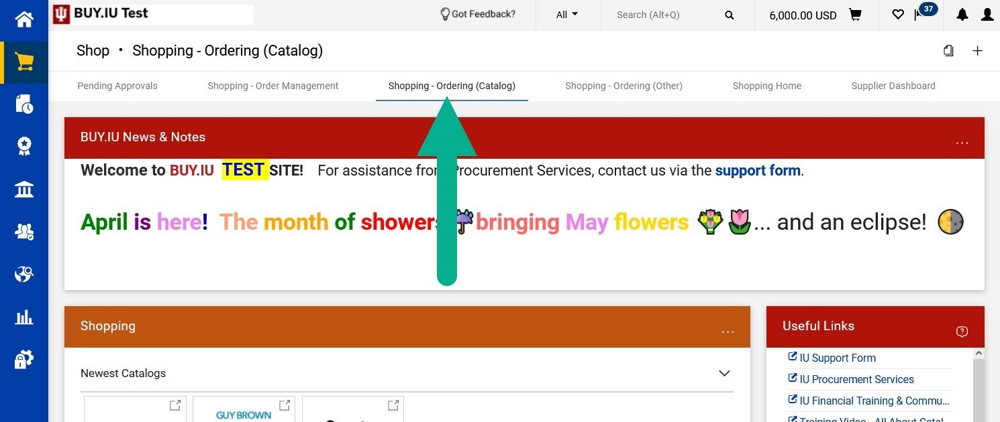 BUY.IU Test
Got Feedback?
All
Search (Alt+Q)
6,000.00 USD
37
Shop • Shopping - Ordering (Catalog)
Pending Approvals
Shopping - Order Management
Shopping - Ordering (Catalog)
Shopping - Ordering (Other)
Shopping Home
Supplier Dashboard
BUY.IU News & Notes
...
Welcome to BUY.IU TEST SITE! For assistance from Procurement Services, contact us via the support form.
April is here! The month of showers ☔ bringing May flowers 💐🌷... and an eclipse! 🌗
Shopping
...
Useful Links
Newest Catalogs
GUY BROWN
IU Support Form
IU Procurement Services
IU Financial Training & Commu...
Training Video - All About Catal